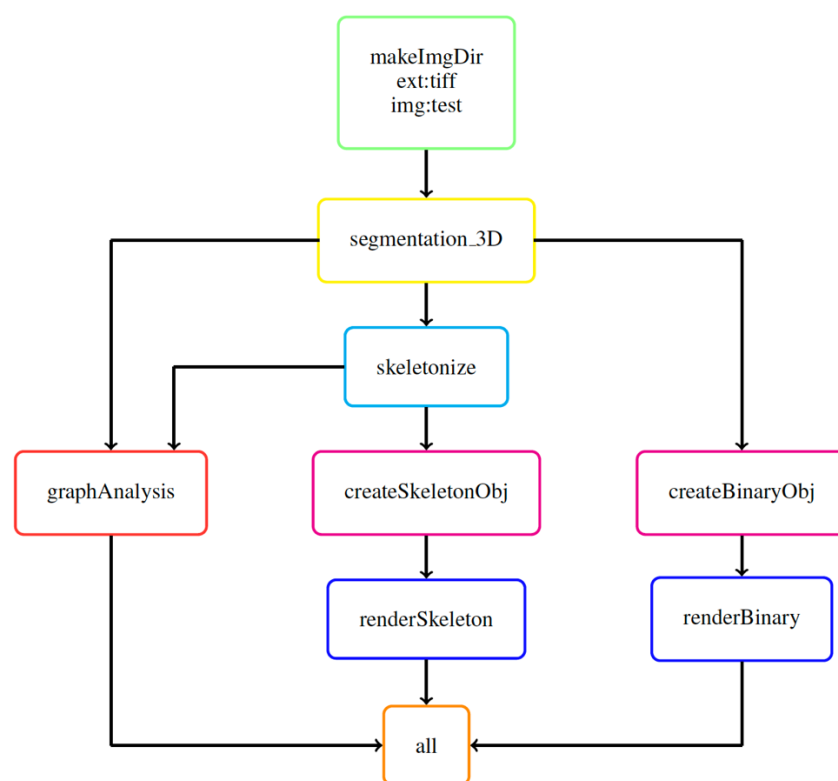 makeImgDir
ext:tiff
img:test
segmentation_3D
skeletonize
graphAnalysis
createSkeletonObj
createBinaryObj
renderSkeleton
renderBinary
all